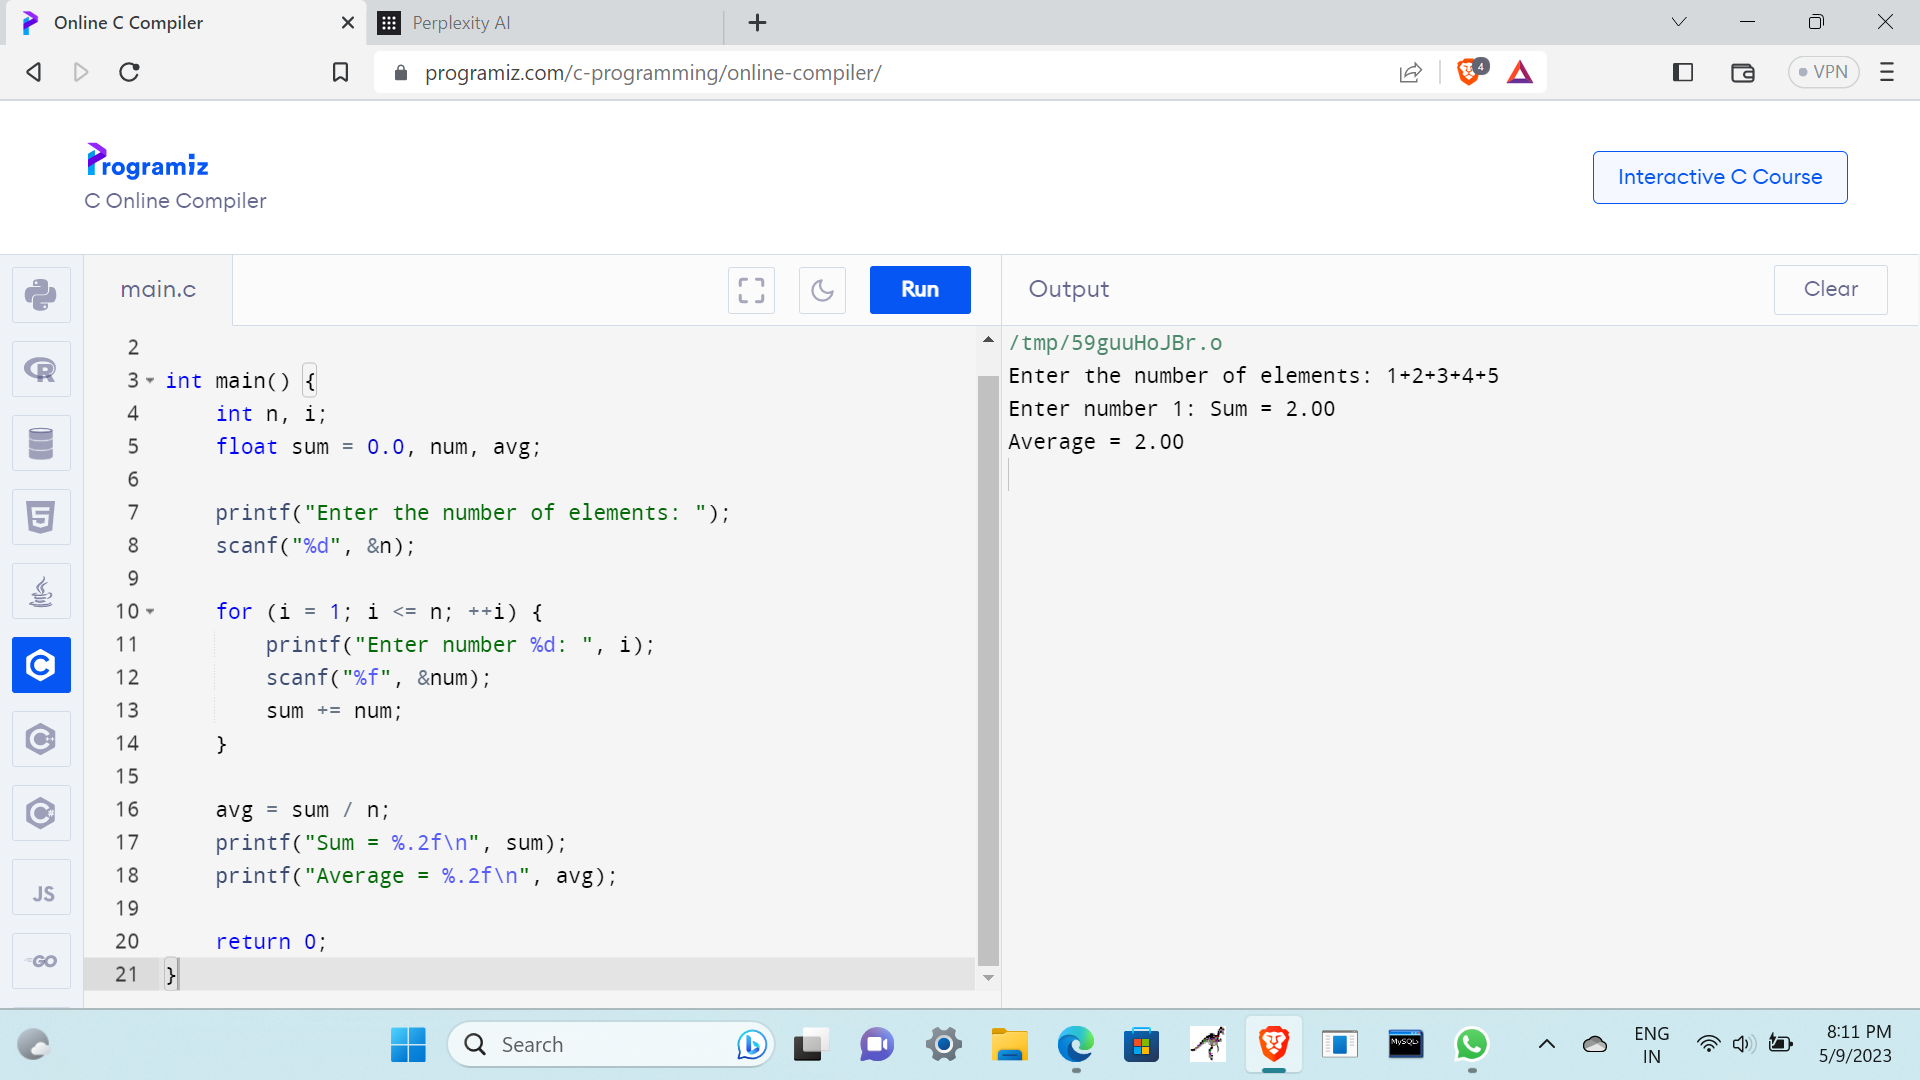 Online C Compiler
Perplexity AI
programiz.com/c-programming/online-compiler/
4
VPN
Programiz
C Online Compiler
Interactive C Course
main.c
Run
Output
Clear
2
3 int main() {
4 int n, i;
5 float sum = 0.0, num, avg;
6
7 printf("Enter the number of elements: ");
8 scanf("%d", &n);
9
10 for (i = 1; i <= n; ++i) {
11 printf("Enter number %d: ", i);
12 scanf("%f", &num);
13 sum += num;
14 }
15
16 avg = sum / n;
17 printf("Sum = %.2f\n", sum);
18 printf("Average = %.2f\n", avg);
19
20 return 0;
21 }
/tmp/59guuHoJBr.o
Enter the number of elements: 1+2+3+4+5
Enter number 1: Sum = 2.00
Average = 2.00
JS
GO
Search
MySQL
ENG
IN
8:11 PM
5/9/2023